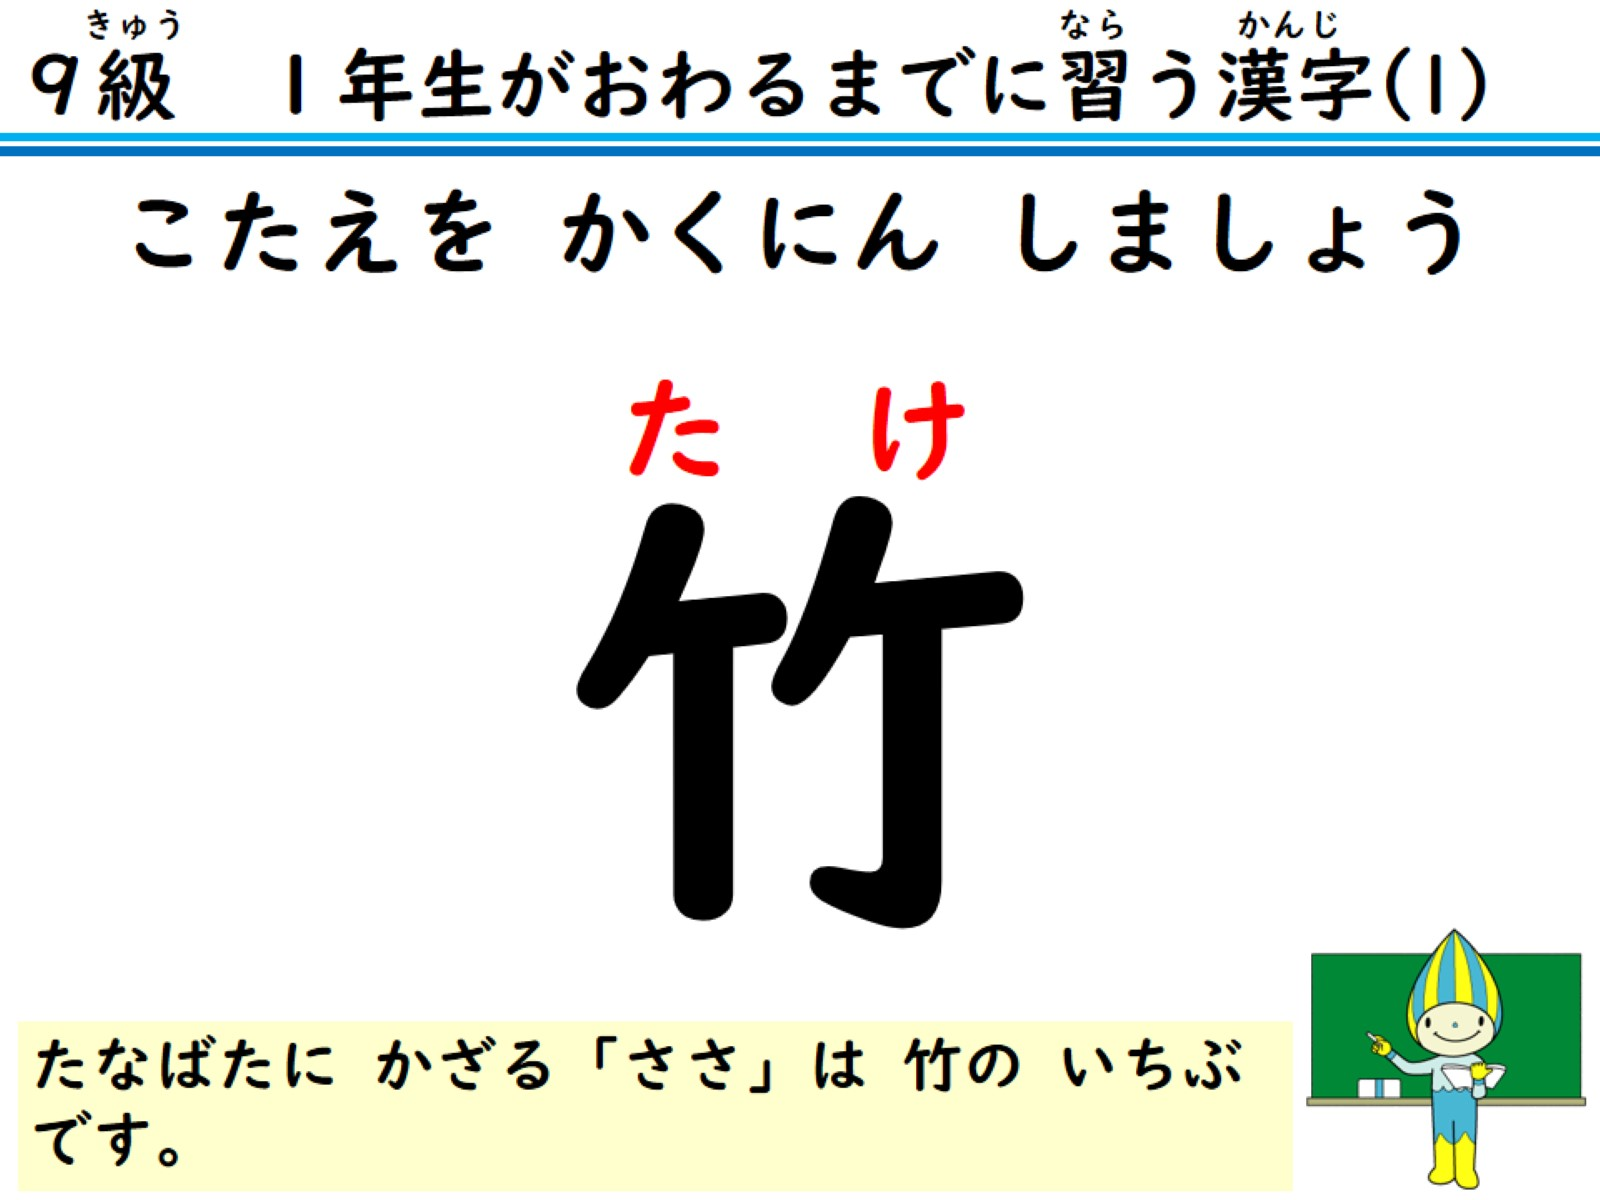 きゅう なら かんじ
９級　１年生がおわるまでに習う漢字(1)
こたえを かくにん しましょう
たけ
竹
たなばたに かざる「ささ」は 竹の いちぶ
です。